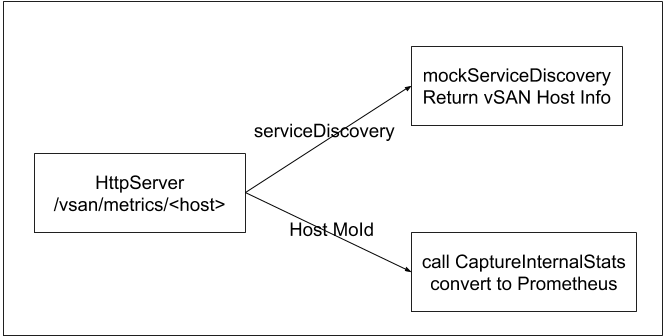 mockServiceDiscovery
Return vSAN Host Info
serviceDiscovery
HttpServer
/vsan/metrics/<host>
Host MoId
call CaptureInternalStats
convert to Prometheus